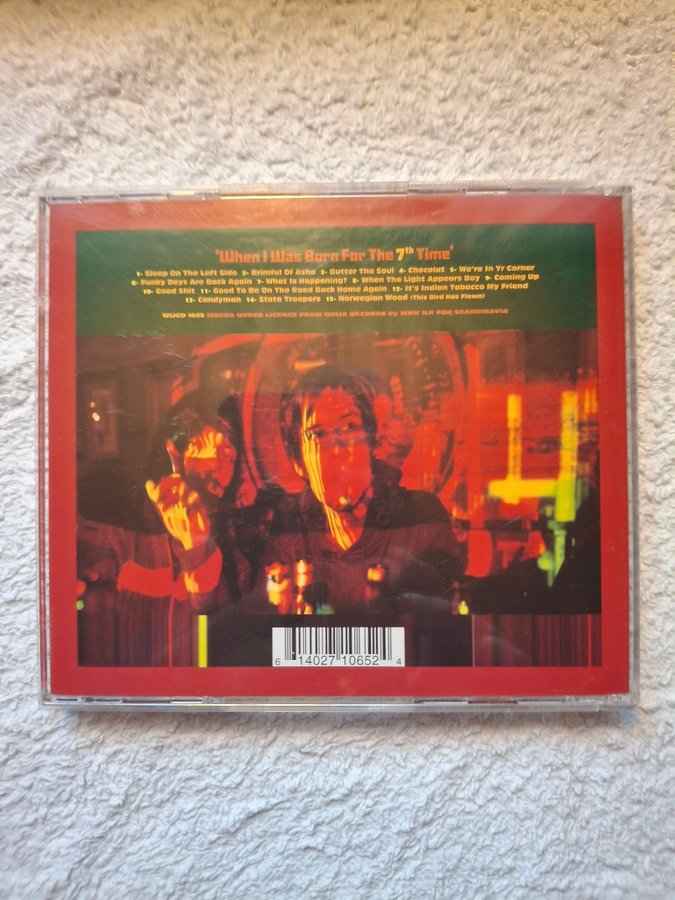 'When I Was Born For The 7th Time'
1- Sleep On The Left Side 2- Brimful Of Asha 3- Butter The Soul 4- Chocolat 5- We're In Yr Corner
6- Funky Days Are Back Again 7- What Is Happening? 8- When The Light Appears Boy 9- Coming Up
10- Good Shit 11- Good To Be On The Road Back Home Again 12- It's Indian Tobacco My Friend
13- Candyman 14- State Troopers 15- Norwegian Wood (This Bird Has Flown)
WIJCD 1065 ISSUED UNDER LICENCE FROM WIIJA RECORDS by MNW ILR FOR SCANDINAVIA
6 14027 10652 4